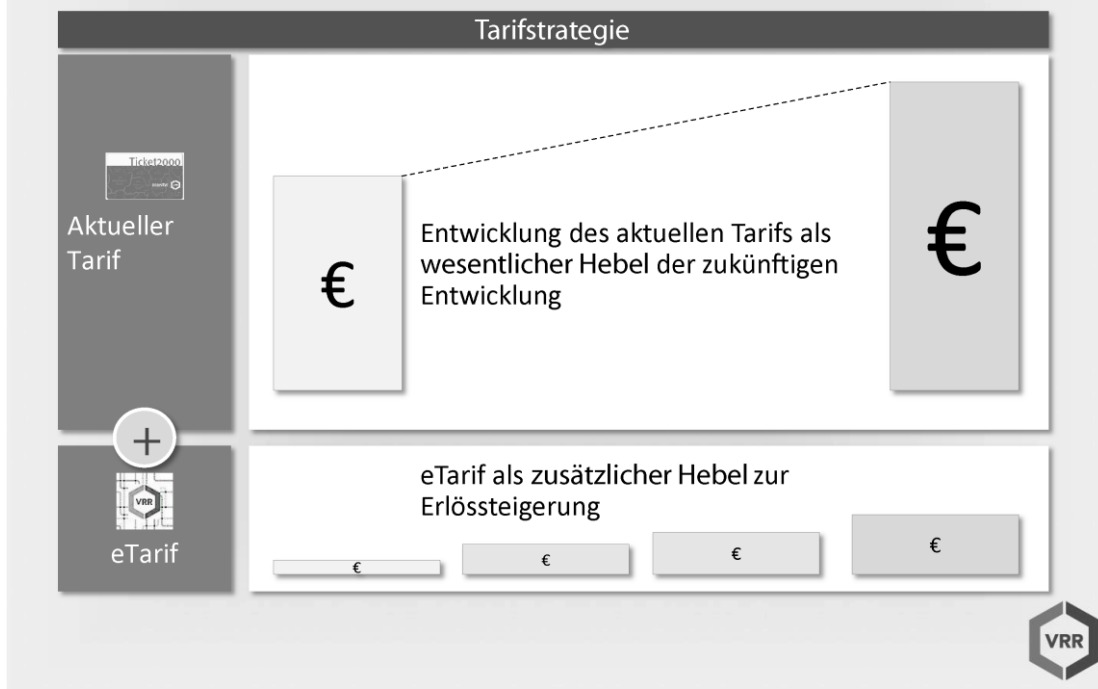 Tarifstrategie
Ticket2000
Aktueller
Tarif
€
Entwicklung des aktuellen Tarifs als
wesentlicher Hebel der zukünftigen
Entwicklung
€
+
VRR
eTarif
eTarif als zusätzlicher Hebel zur
Erlössteigerung
€
€
€
€
VRR